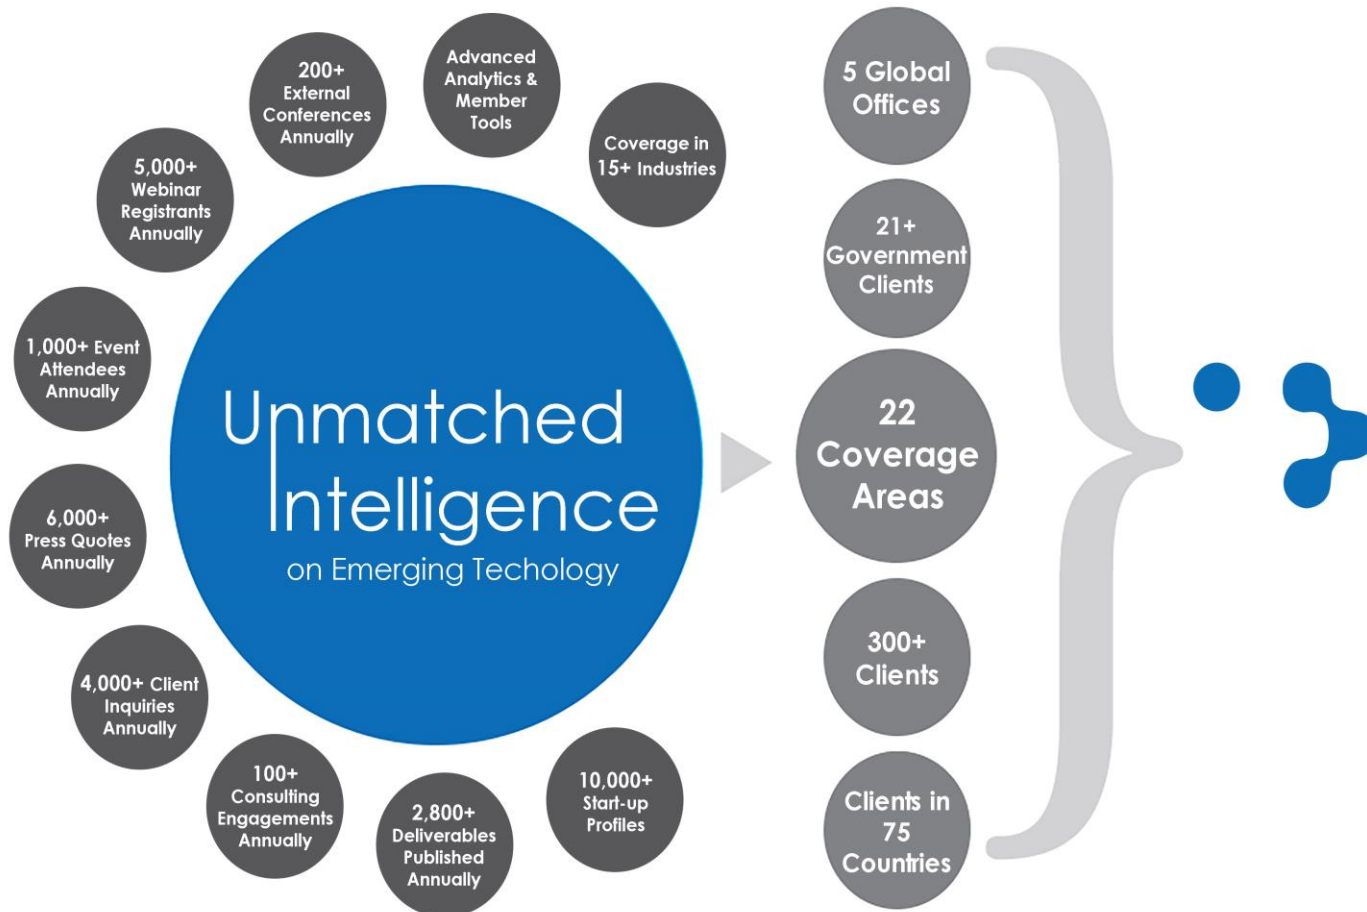 200+
External
Conferences
Annually
Advanced
Analytics &
Member
Tools
Coverage in
15+ Industries
5,000+
Webinar
Registrants
Annually
1,000+ Event
Attendees
Annually
6,000+
Press Quotes
Annually
4,000+ Client
Inquiries
Annually
100+
Consulting
Engagements
Annually
2,800+
Deliverables
Published
Annually
10,000+
Start-up
Profiles
Unmatched
Intelligence
on Emerging Techology
5 Global
Offices
21+
Government
Clients
22
Coverage
Areas
300+
Clients
Clients in
75
Countries